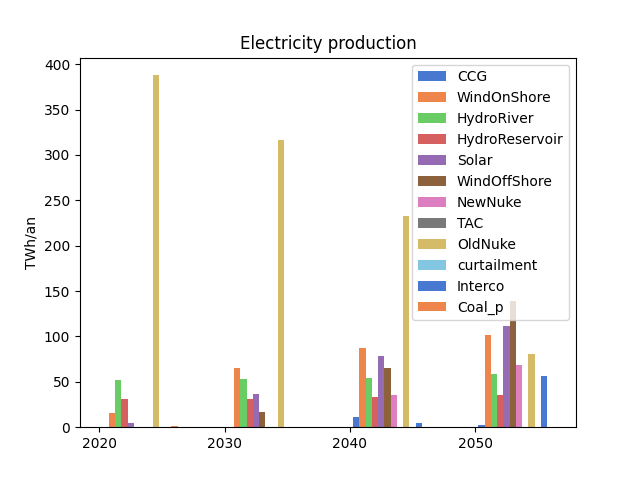 Electricity production
TWh/an
400
350
300
250
200
150
100
50
0
2020
2030
2040
2050
CCG
WindOnShore
HydroRiver
HydroReservoir
Solar
WindOffShore
NewNuke
TAC
OldNuke
curtailment
Interco
Coal_p